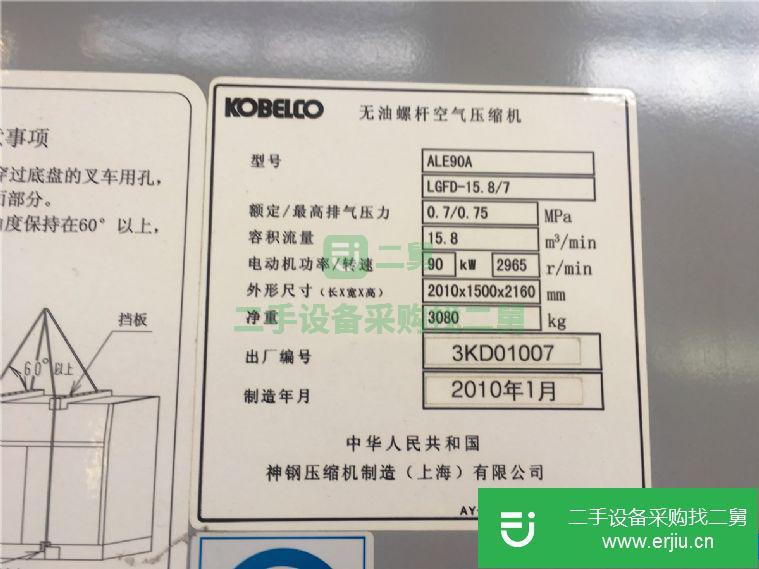 意事项
穿过底盘的叉车用孔，
面部分。
角度保持在60°以上，
挡板
60°以上
KOBELCO 无油螺杆空气压缩机
型号 ALE90A
LGFD-15.8/7
额定/最高排气压力 0.7/0.75 MPa
容积流量 15.8 m³/min
电动机功率/转速 90 kW 2965 r/min
外形尺寸（长X宽X高） 2010x1500x2160 mm
净重 3080 kg
出厂编号 3KD01007
制造年月 2010年1月
中华人民共和国
神钢压缩机制造（上海）有限公司
AY-
二舅
二手设备采购找二舅
二手设备采购找二舅
www.erjiu.cn